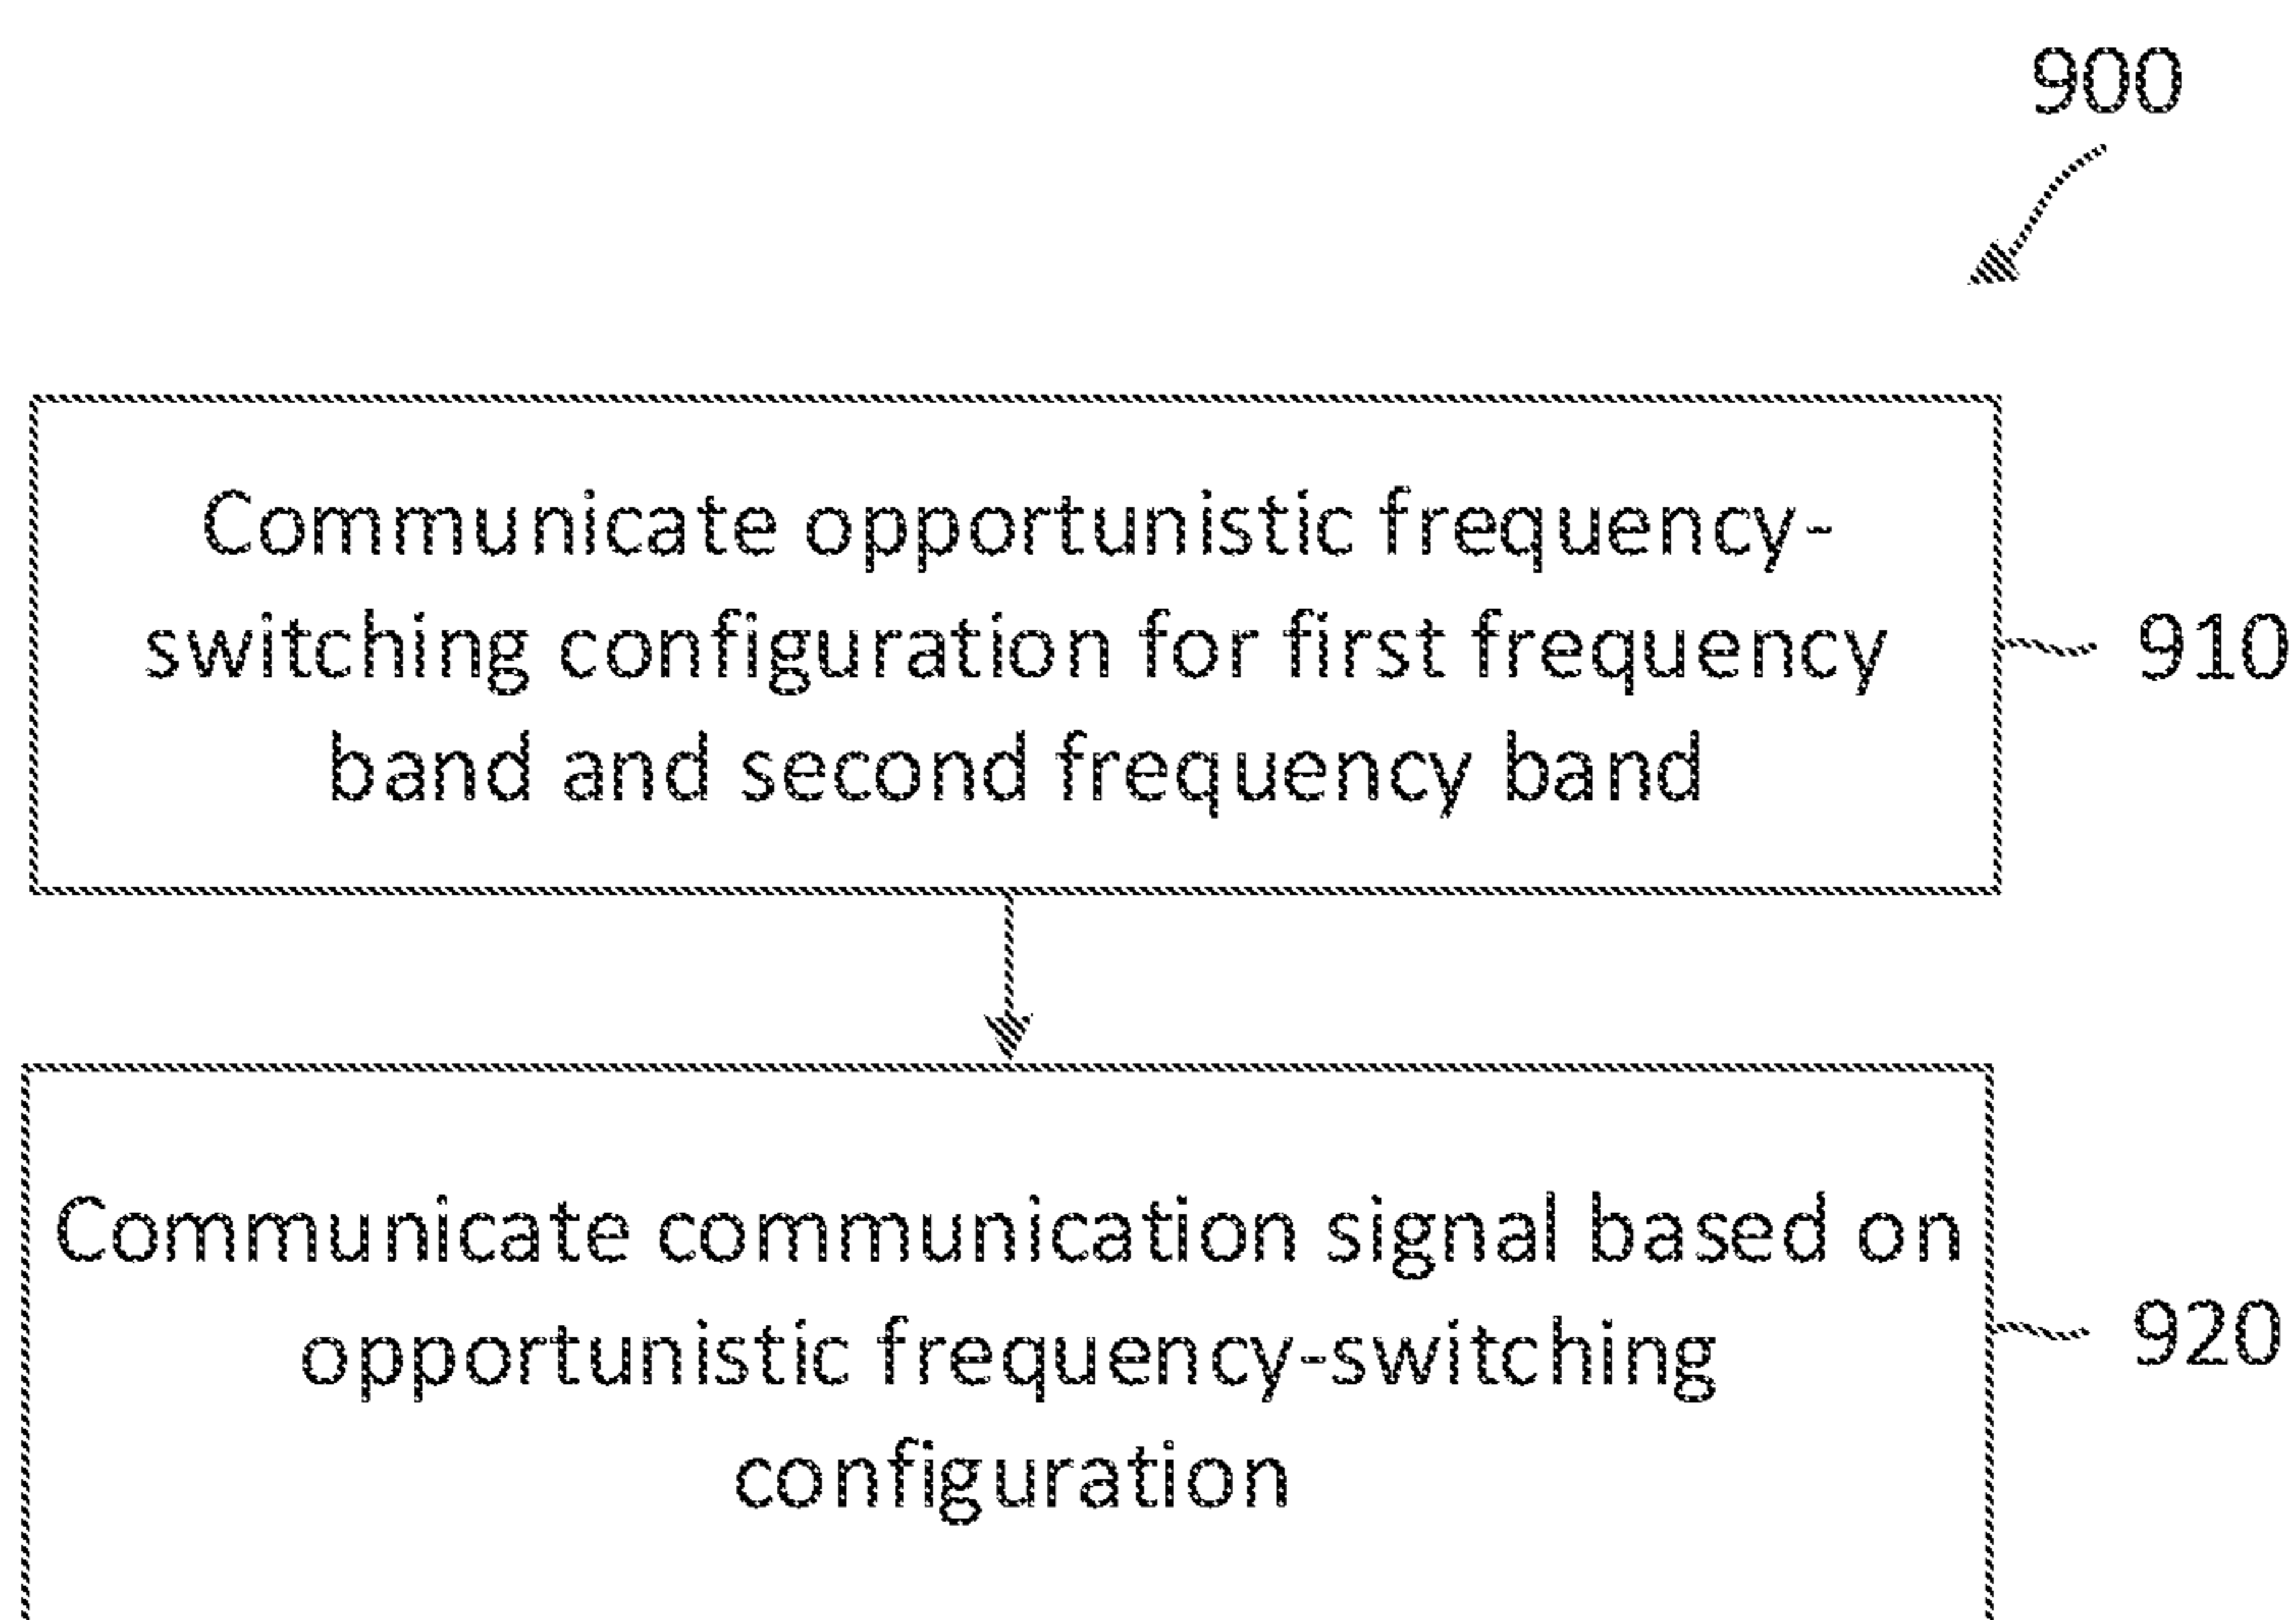 900
Communicate opportunistic frequency-
switching configuration for first frequency
band and second frequency band
910
Communicate communication signal based on
opportunistic frequency-switching
configuration
920